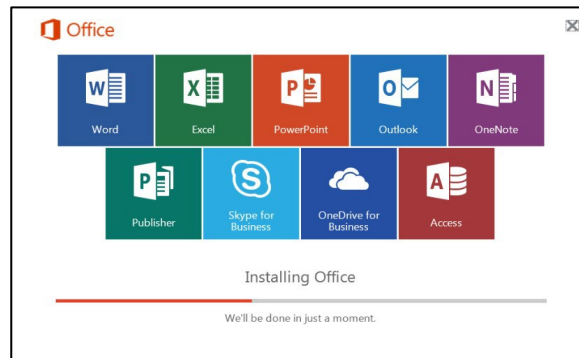 Office
Word Excel PowerPoint Outlook OneNote
Publisher Skype for Business OneDrive for Business Access
Installing Office
We'll be done in just a moment.